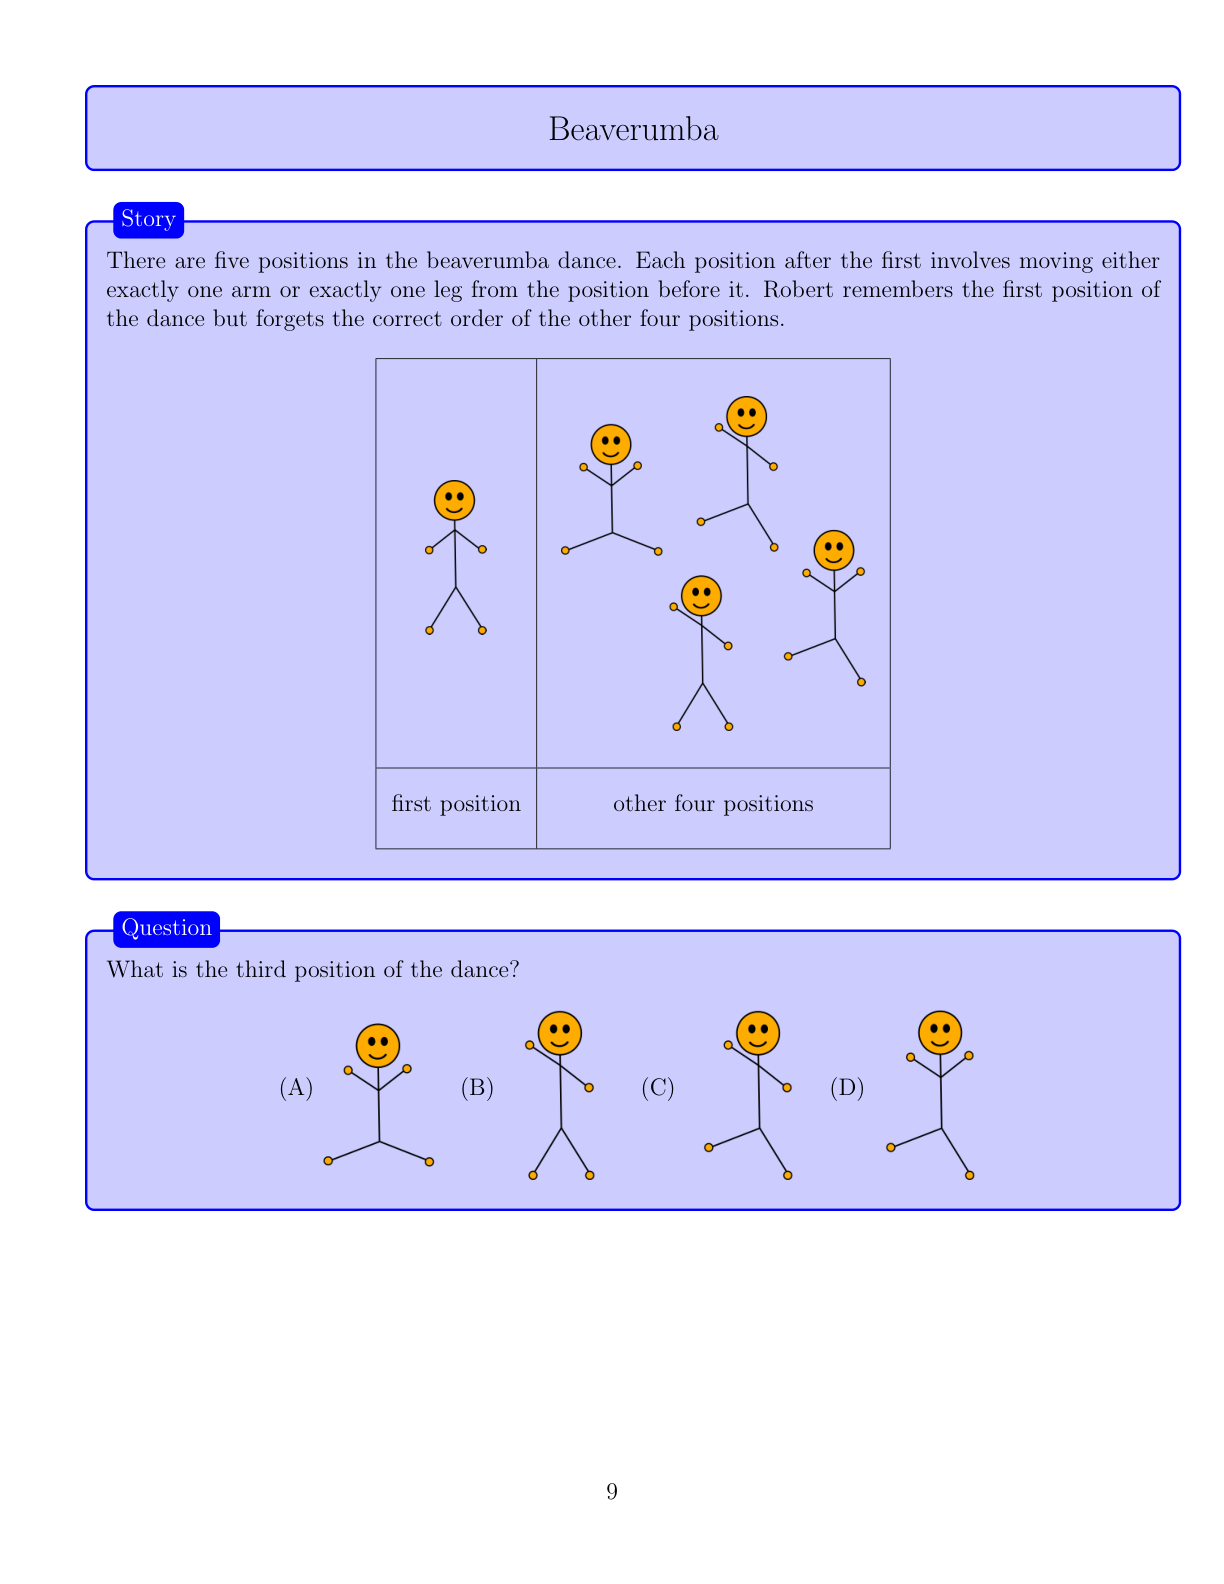 Beaverumba
Story
There are five positions in the beaverumba dance. Each position after the first involves moving either
exactly one arm or exactly one leg from the position before it. Robert remembers the first position of
the dance but forgets the correct order of the other four positions.
first position other four positions
Question
What is the third position of the dance?
(A) (B) (C) (D)
9